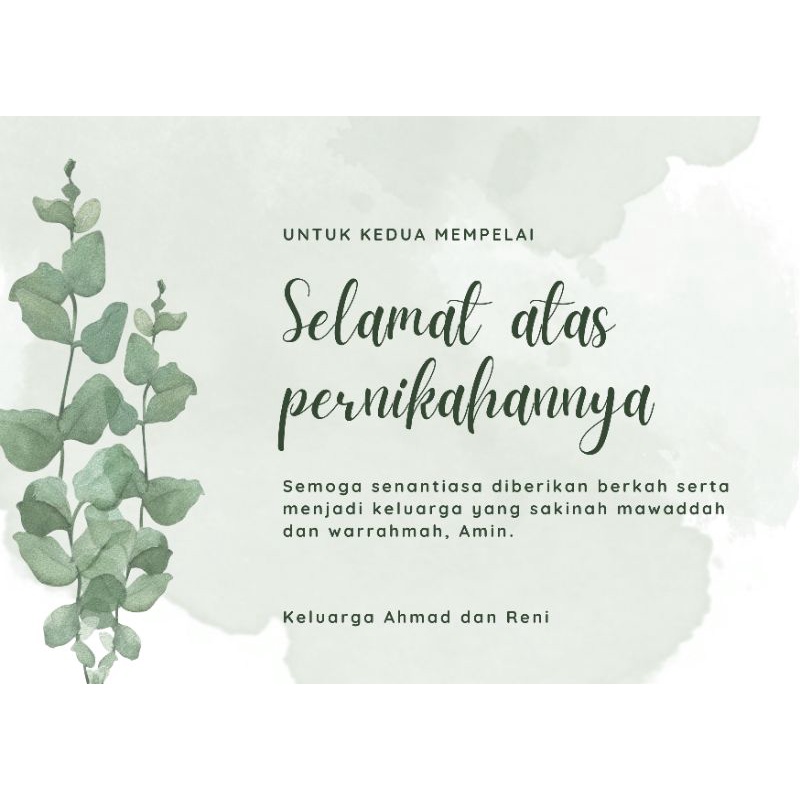 UNTUK KEDUA MEMPELAI
Selamat atas
pernikahannya
Semoga senantiasa diberikan berkah serta
menjadi keluarga yang sakinah mawaddah
dan warrahmah, Amin.
Keluarga Ahmad dan Reni